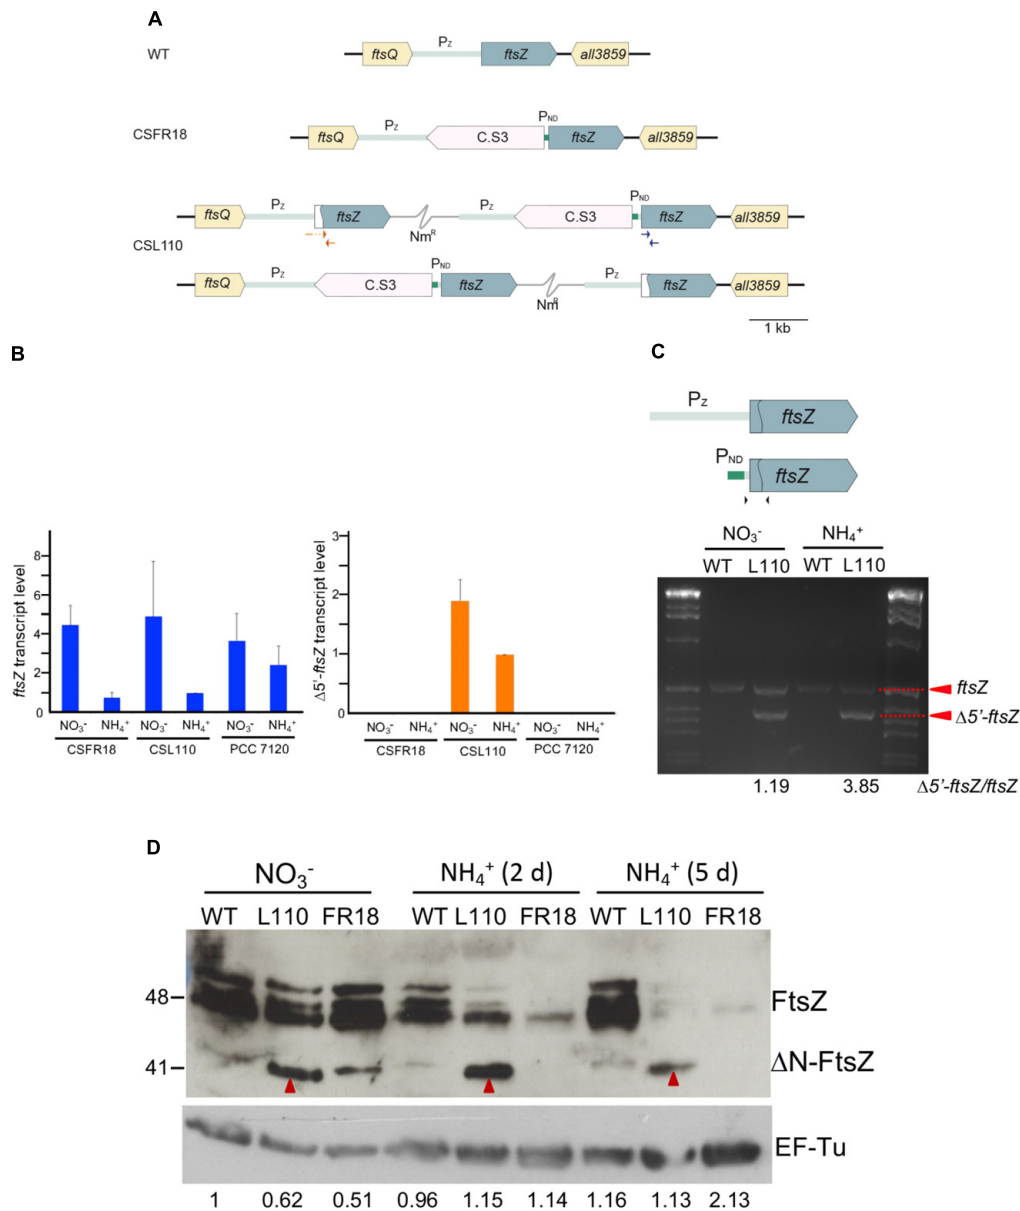 A
WT
ftsQ
PZ
ftsZ
all3859
CSFR18
ftsQ
PZ
C.S3
PND
ftsZ
all3859
CSL110
ftsQ
PZ
ftsZ
NmR
PZ
C.S3
PND
ftsZ
all3859
ftsQ
PZ
C.S3
PND
ftsZ
NmR
PZ
ftsZ
all3859
1 kb
B
ftsZ transcript level
8
6
4
2
0
NO3- NH4+ NO3- NH4+ NO3- NH4+
CSFR18 CSL110 PCC 7120
Δ5'-ftsZ transcript level
3
2
1
0
NO3- NH4+ NO3- NH4+ NO3- NH4+
CSFR18 CSL110 PCC 7120
C
PZ
ftsZ
PND
ftsZ
NO3- NH4+
WT L110 WT L110
ftsZ
Δ5'-ftsZ
1.19 3.85 Δ5'-ftsZ/ftsZ
D
NO3- NH4+ (2 d) NH4+ (5 d)
WT L110 FR18 WT L110 FR18 WT L110 FR18
48
FtsZ
41
ΔN-FtsZ
EF-Tu
1 0.62 0.51 0.96 1.15 1.14 1.16 1.13 2.13